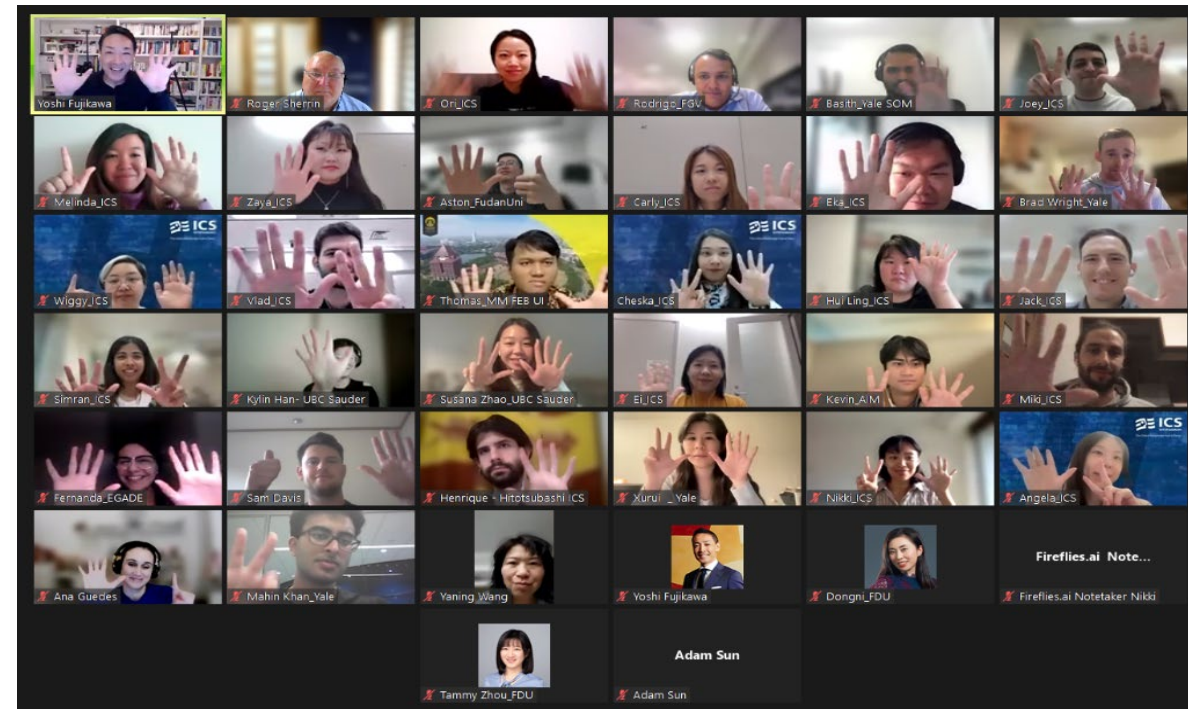 Yoshi Fujikawa
Roger Sherrin
Ori_ICS
Rodrigo_FGV
Basith_Yale SOM
Joey_ICS
Melinda_ICS
Zaya_ICS
Aston_FudanUni
Carly_ICS
Eka_ICS
Brad Wright_Yale
ICS
Wiggy_ICS
Vlad_ICS
Thomas_MM FEB UI
ICS
Cheska_ICS
Hui Ling_ICS
Jack_ICS
Simran_ICS
Kylin Han- UBC Sauder
Susana Zhao_UBC Sauder
Ei_ICS
Kevin_AIM
Miki_ICS
Fernanda_EGADE
Sam Davis
Henrique - Hitotsubashi ICS
Xurui _ Yale
Nikki_ICS
ICS
Angela_ICS
Ana Guedes
Mahin Khan_Yale
Yaning Wang
Yoshi Fujikawa
Dongni_FDU
Fireflies.ai Note...
Fireflies.ai Notetaker Nikki
Tammy Zhou_FDU
Adam Sun
Adam Sun